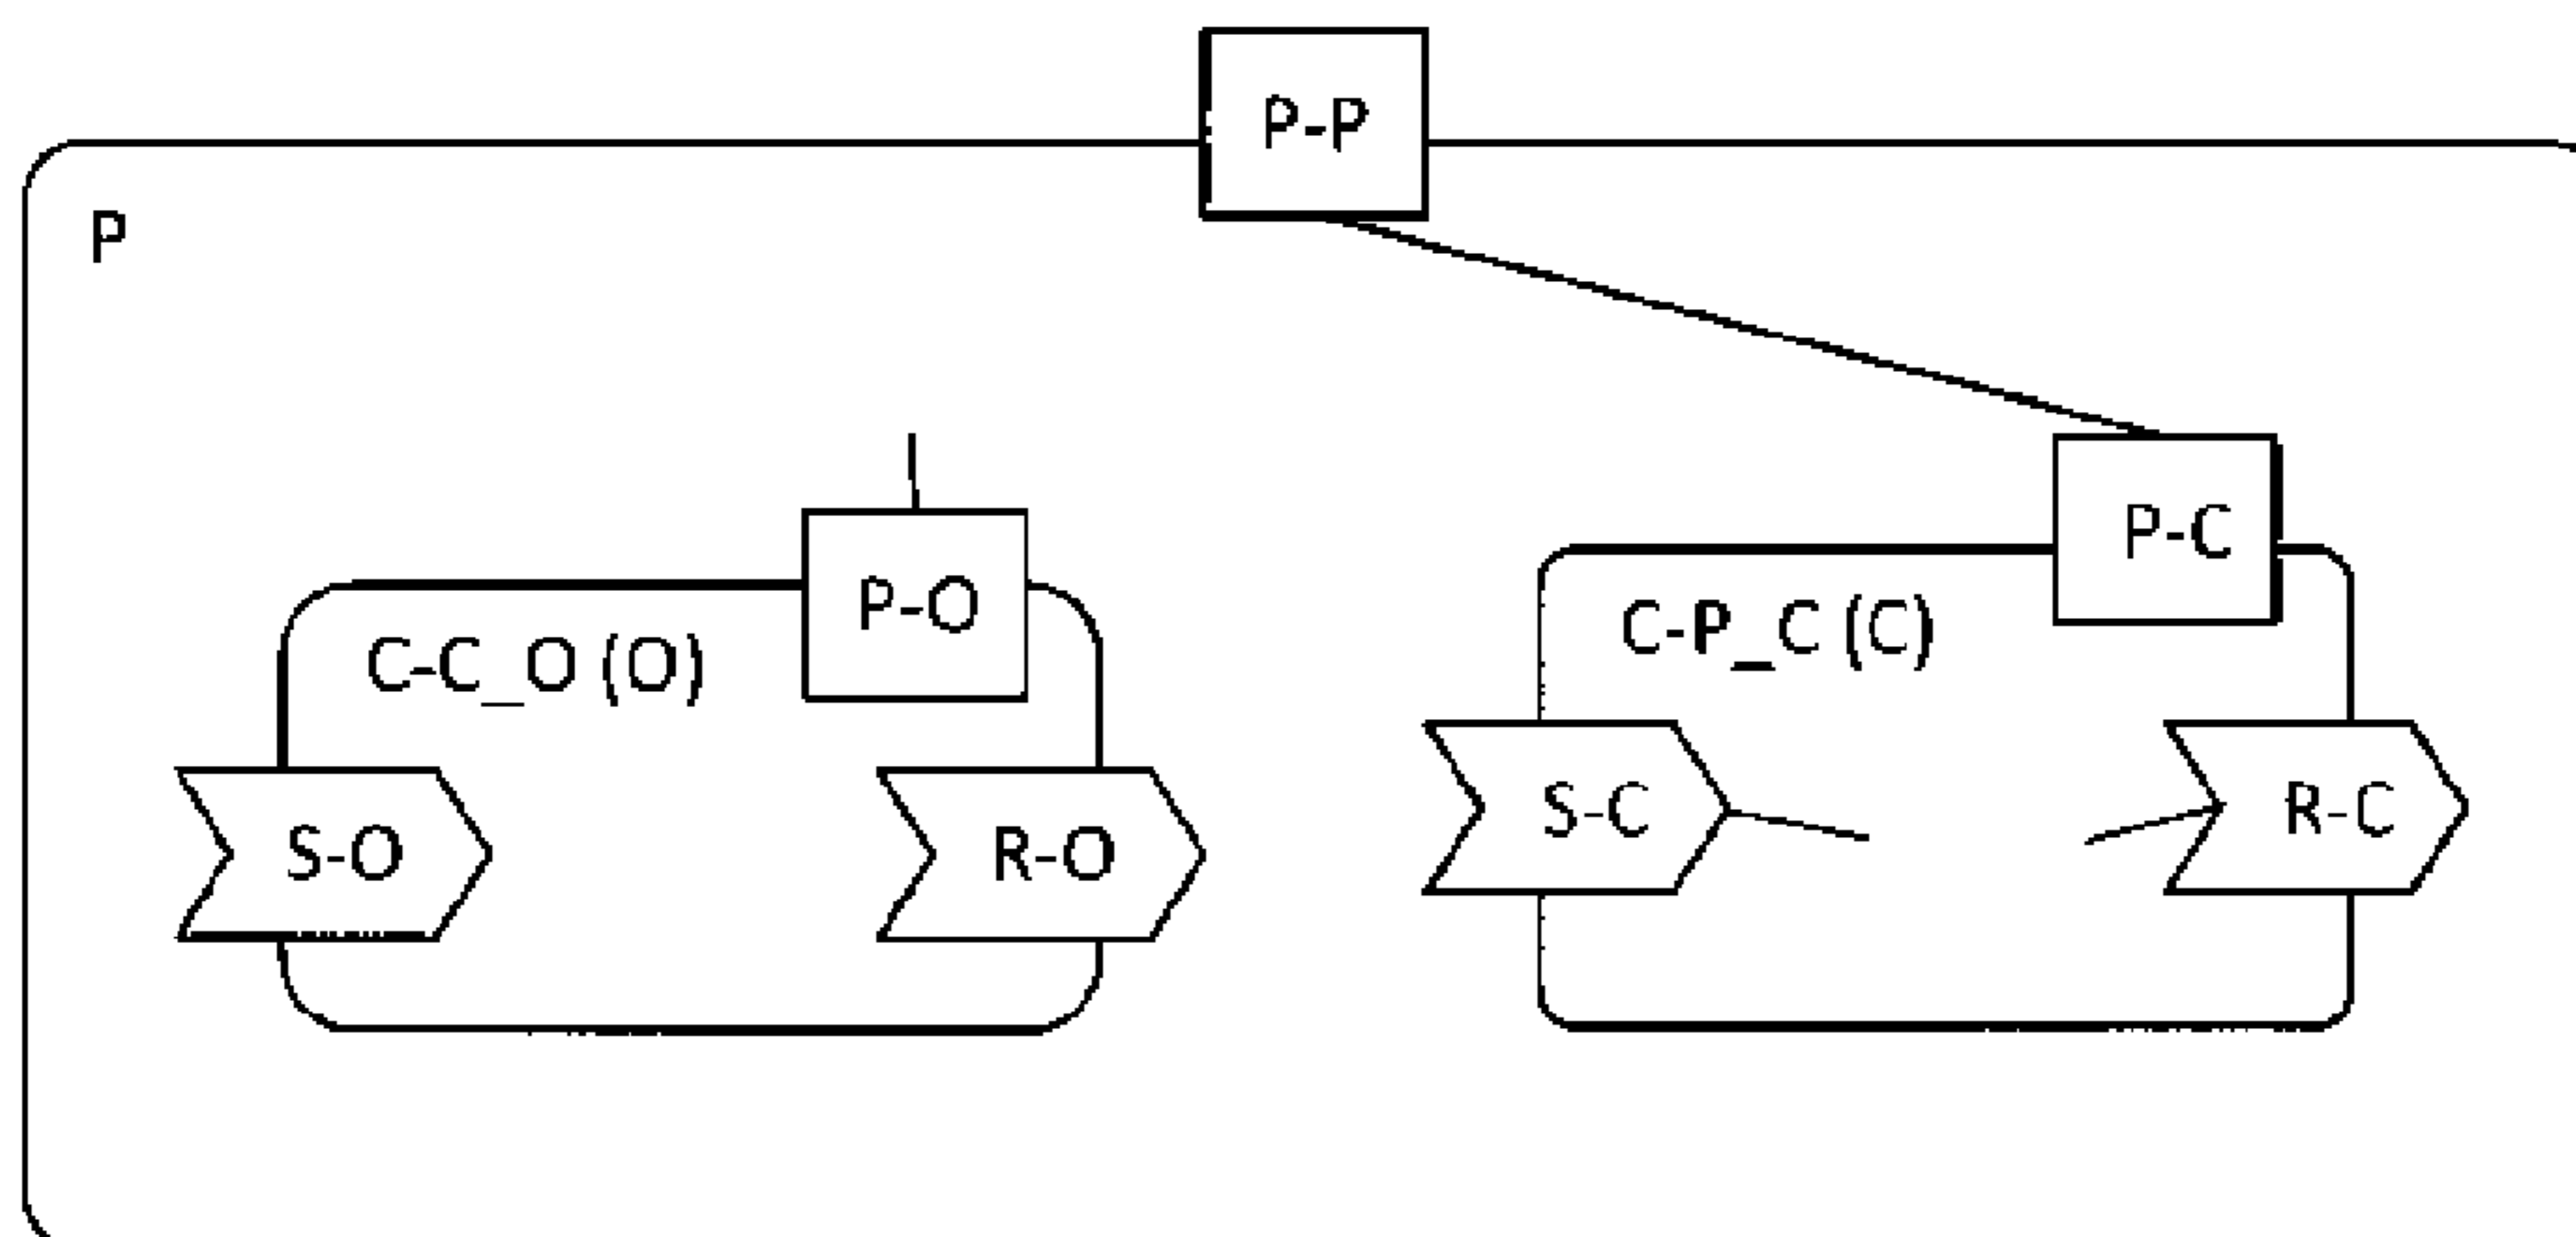 P-P
P
P-O
P-C
C-C_O (O)
C-P_C (C)
S-O
R-O
S-C
R-C